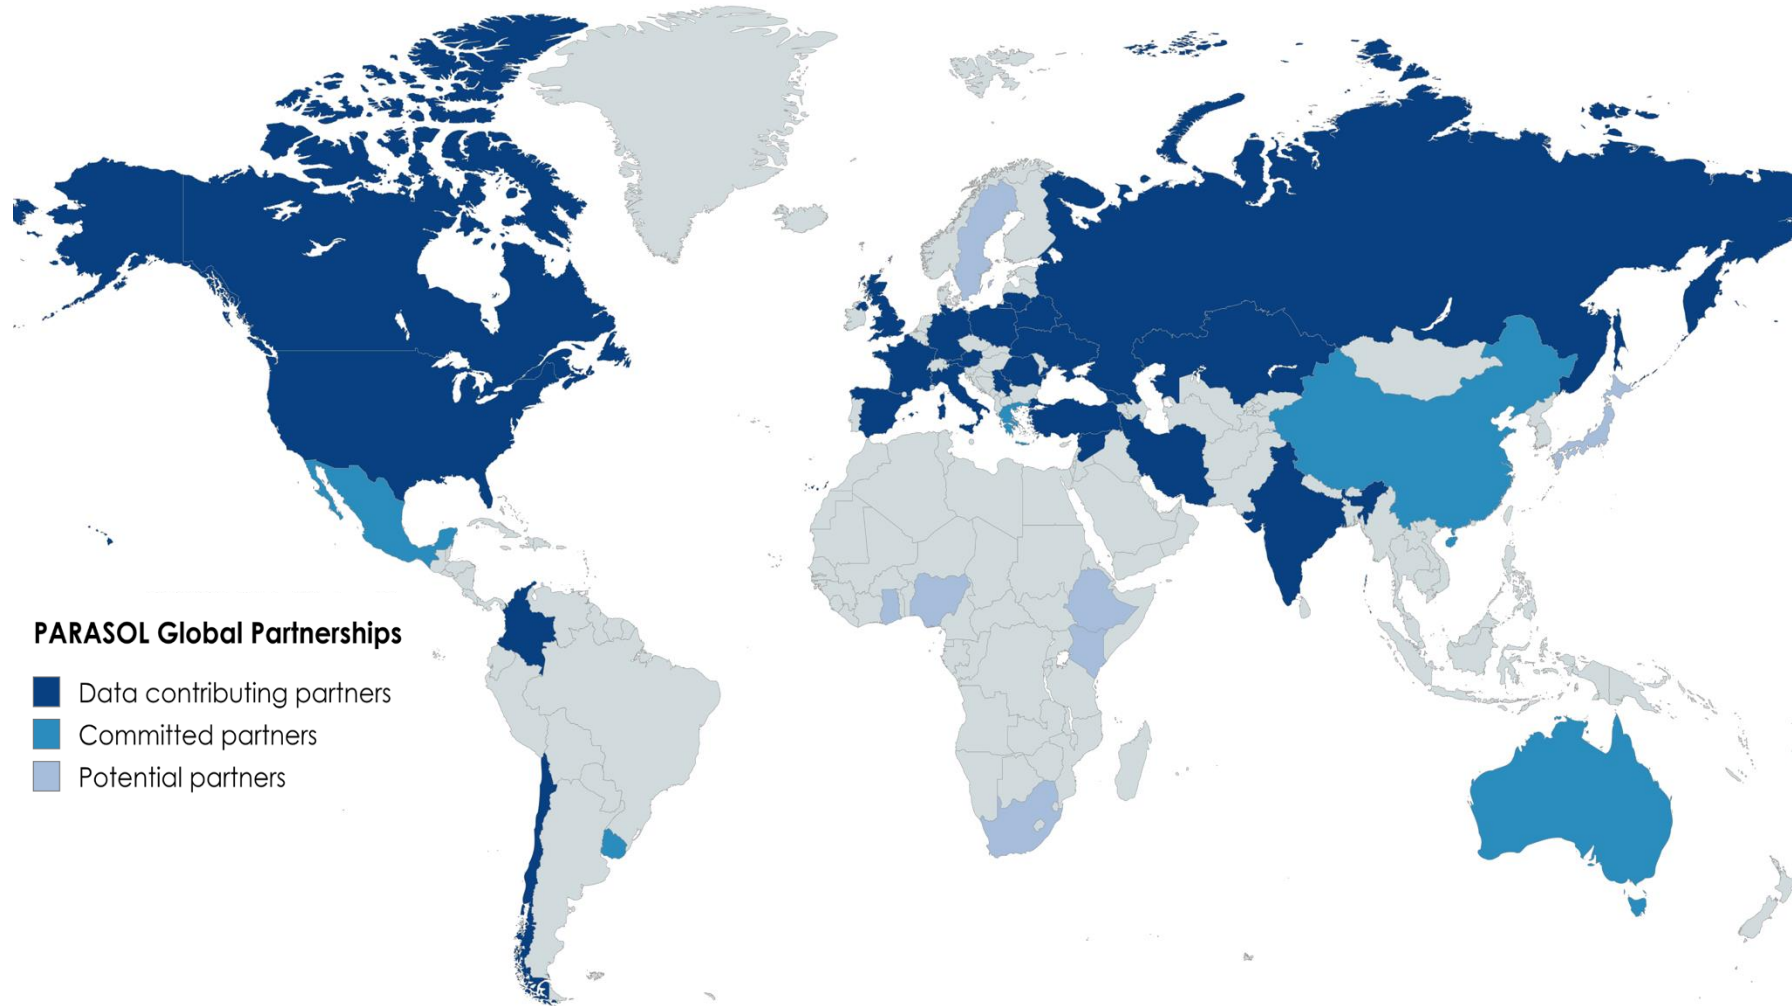 PARASOL Global Partnerships
Data contributing partners
Committed partners
Potential partners